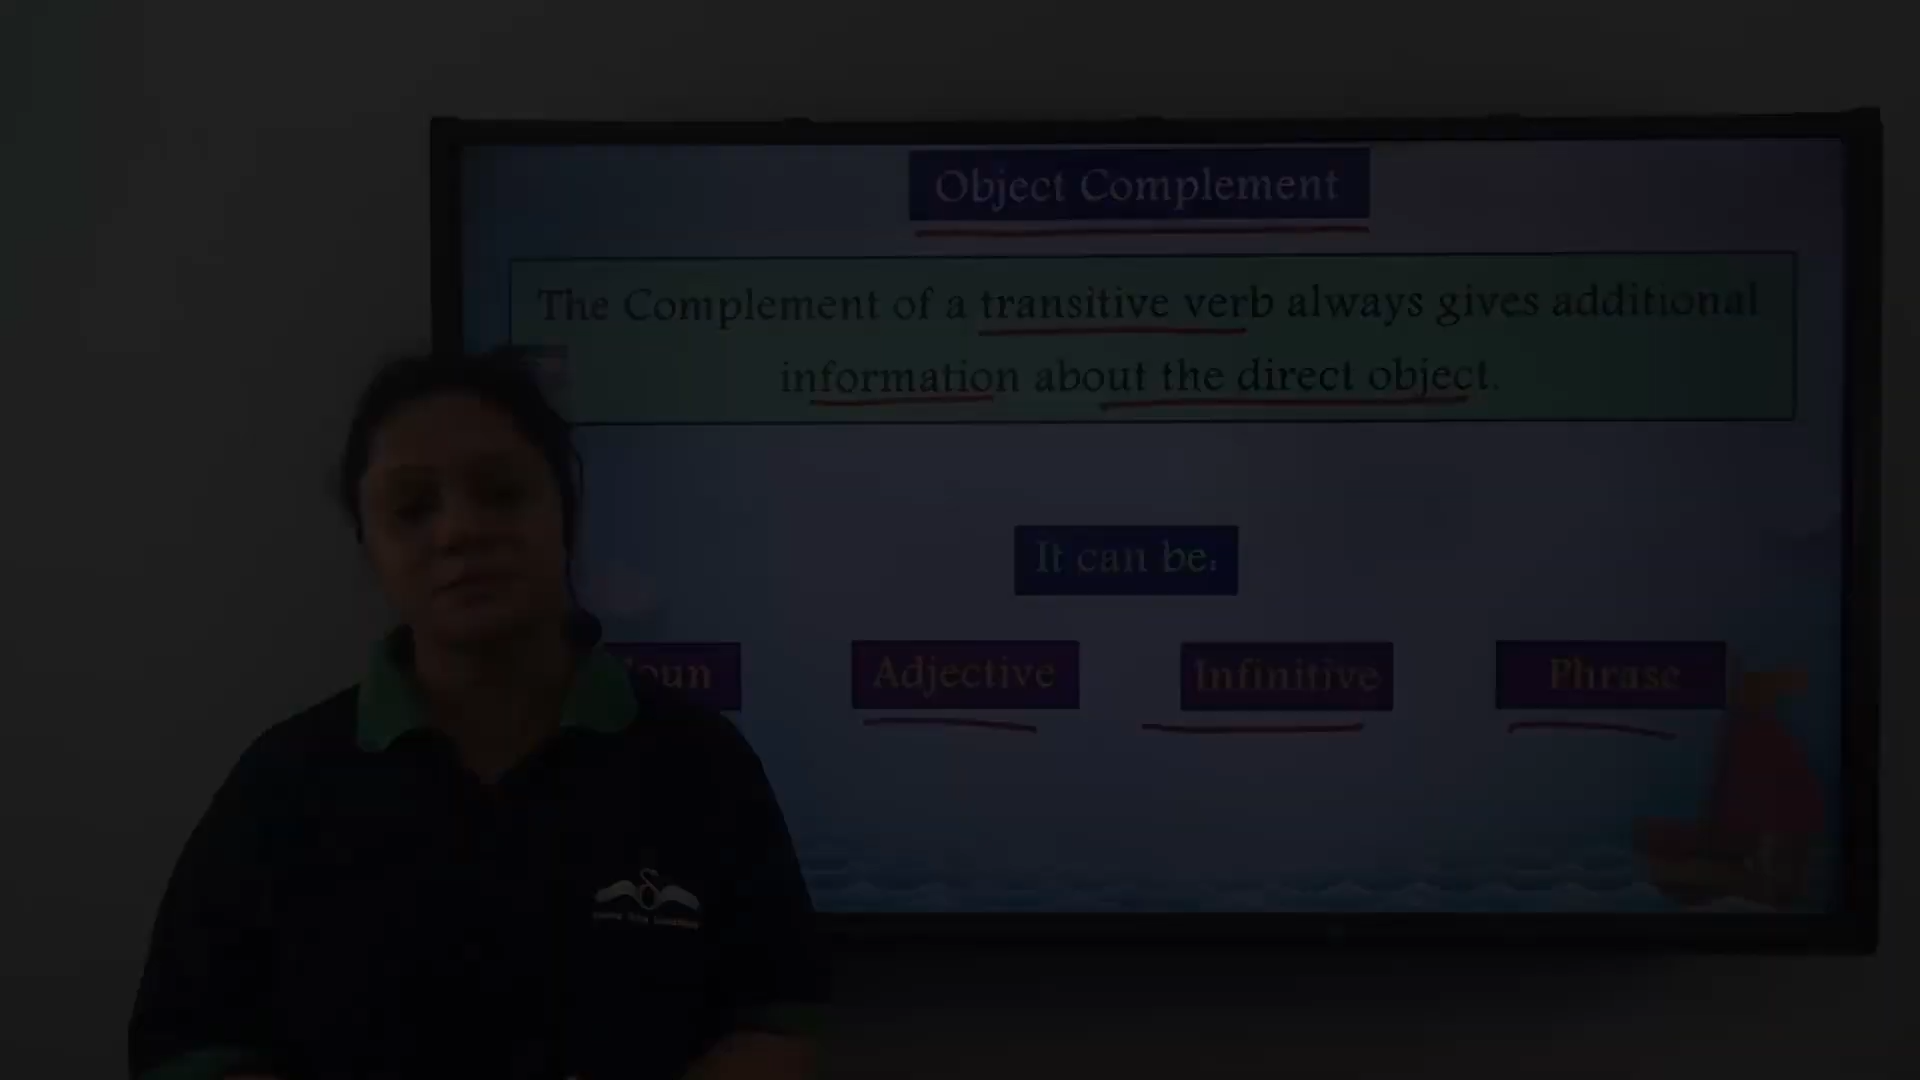 Object Complement
The Complement of a transitive verb always gives additional
information about the direct object.
It can be:
oun Adjective Infinitive Phrase